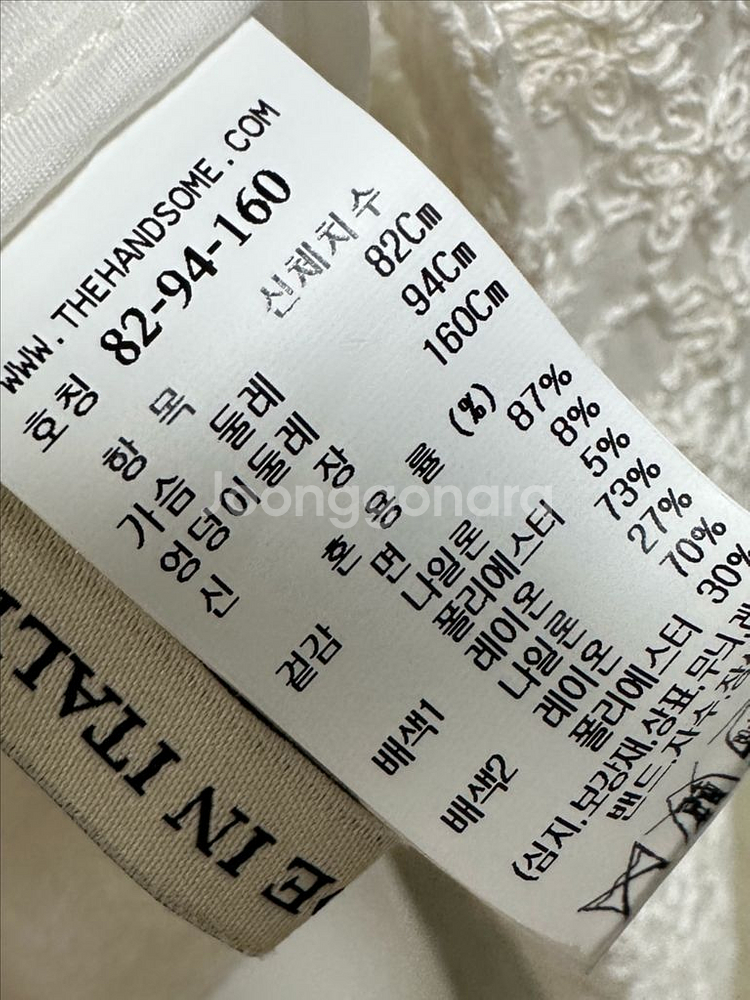 WWW.THEHANDSOME.COM
호칭 82-94-160
항 목 신체치수
가슴 둘레 82Cm
엉덩이둘레 94Cm
신 장 160Cm
혼 용 률 (%)
겉감 면 87%
나일론 8%
폴리에스터 5%
배색1 레이온 73%
나일론 27%
배색2 레이온 70%
폴리에스터 30%
(심지,보강재,상표,무늬,레
밴드,자수,장
E IN ITAL
Joonggonara